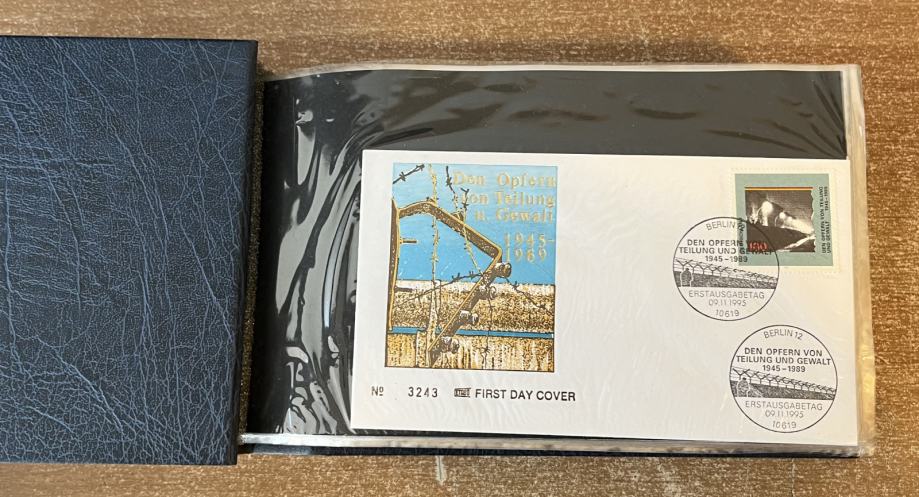 Den Opfern
von Teilung
u. Gewalt
1945-
1989
Nº 3243 FIRST DAY COVER
DEN OPFERN VON TEILUNG
UND GEWALT 1945-1989
BERLIN 12
DEN OPFERN VON
TEILUNG UND GEWALT
1945-1989
ERSTAUSGABETAG
09.11.1995
10619
BERLIN 12
DEN OPFERN VON
TEILUNG UND GEWALT
1945-1989
ERSTAUSGABETAG
09.11.1995
10619